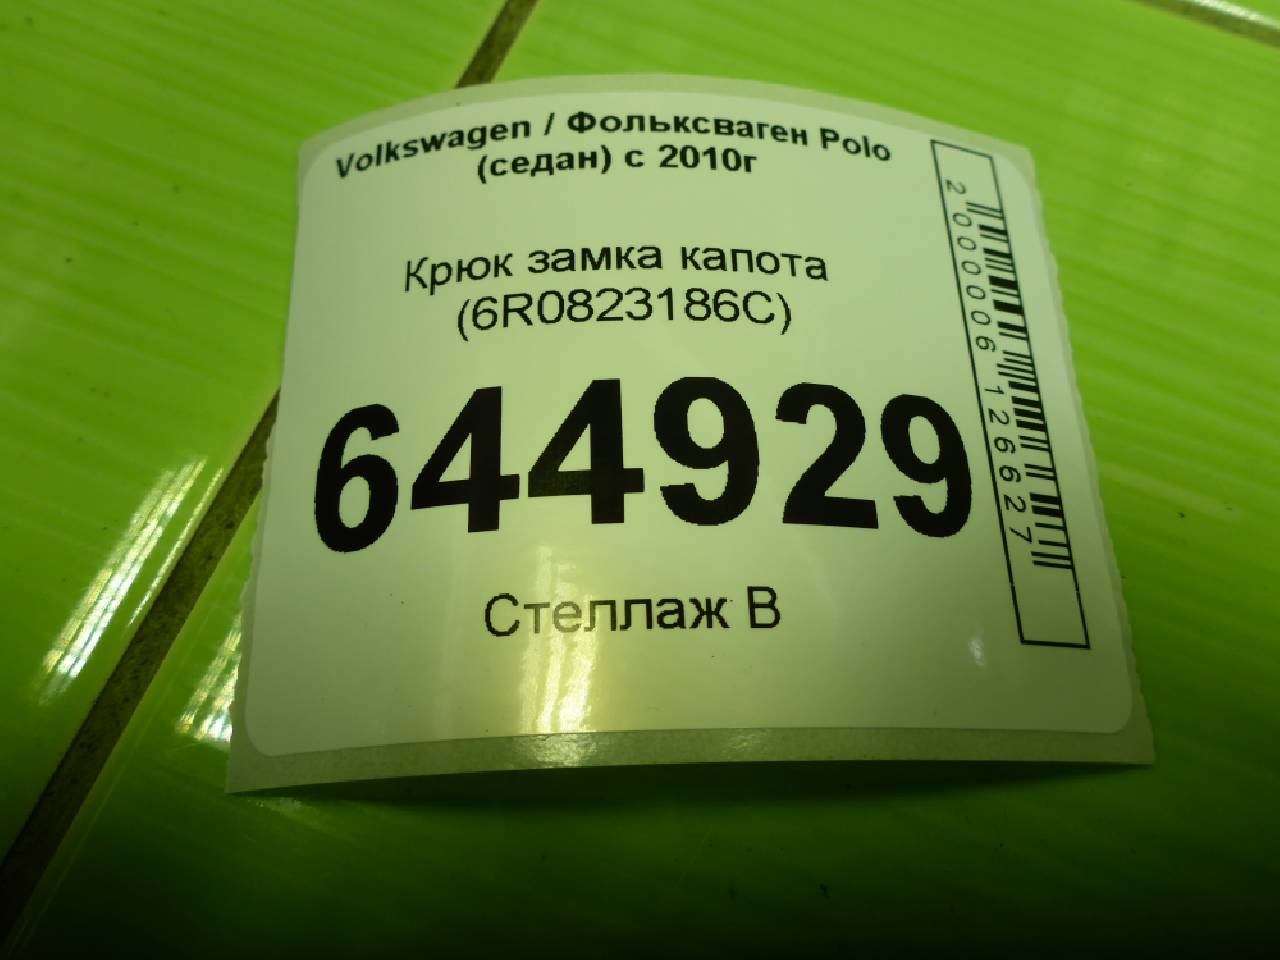 Volkswagen / Фольксваген Polo
(седан) с 2010г
Крюк замка капота
(6R0823186C)
644929
Стеллаж В
2000006126627